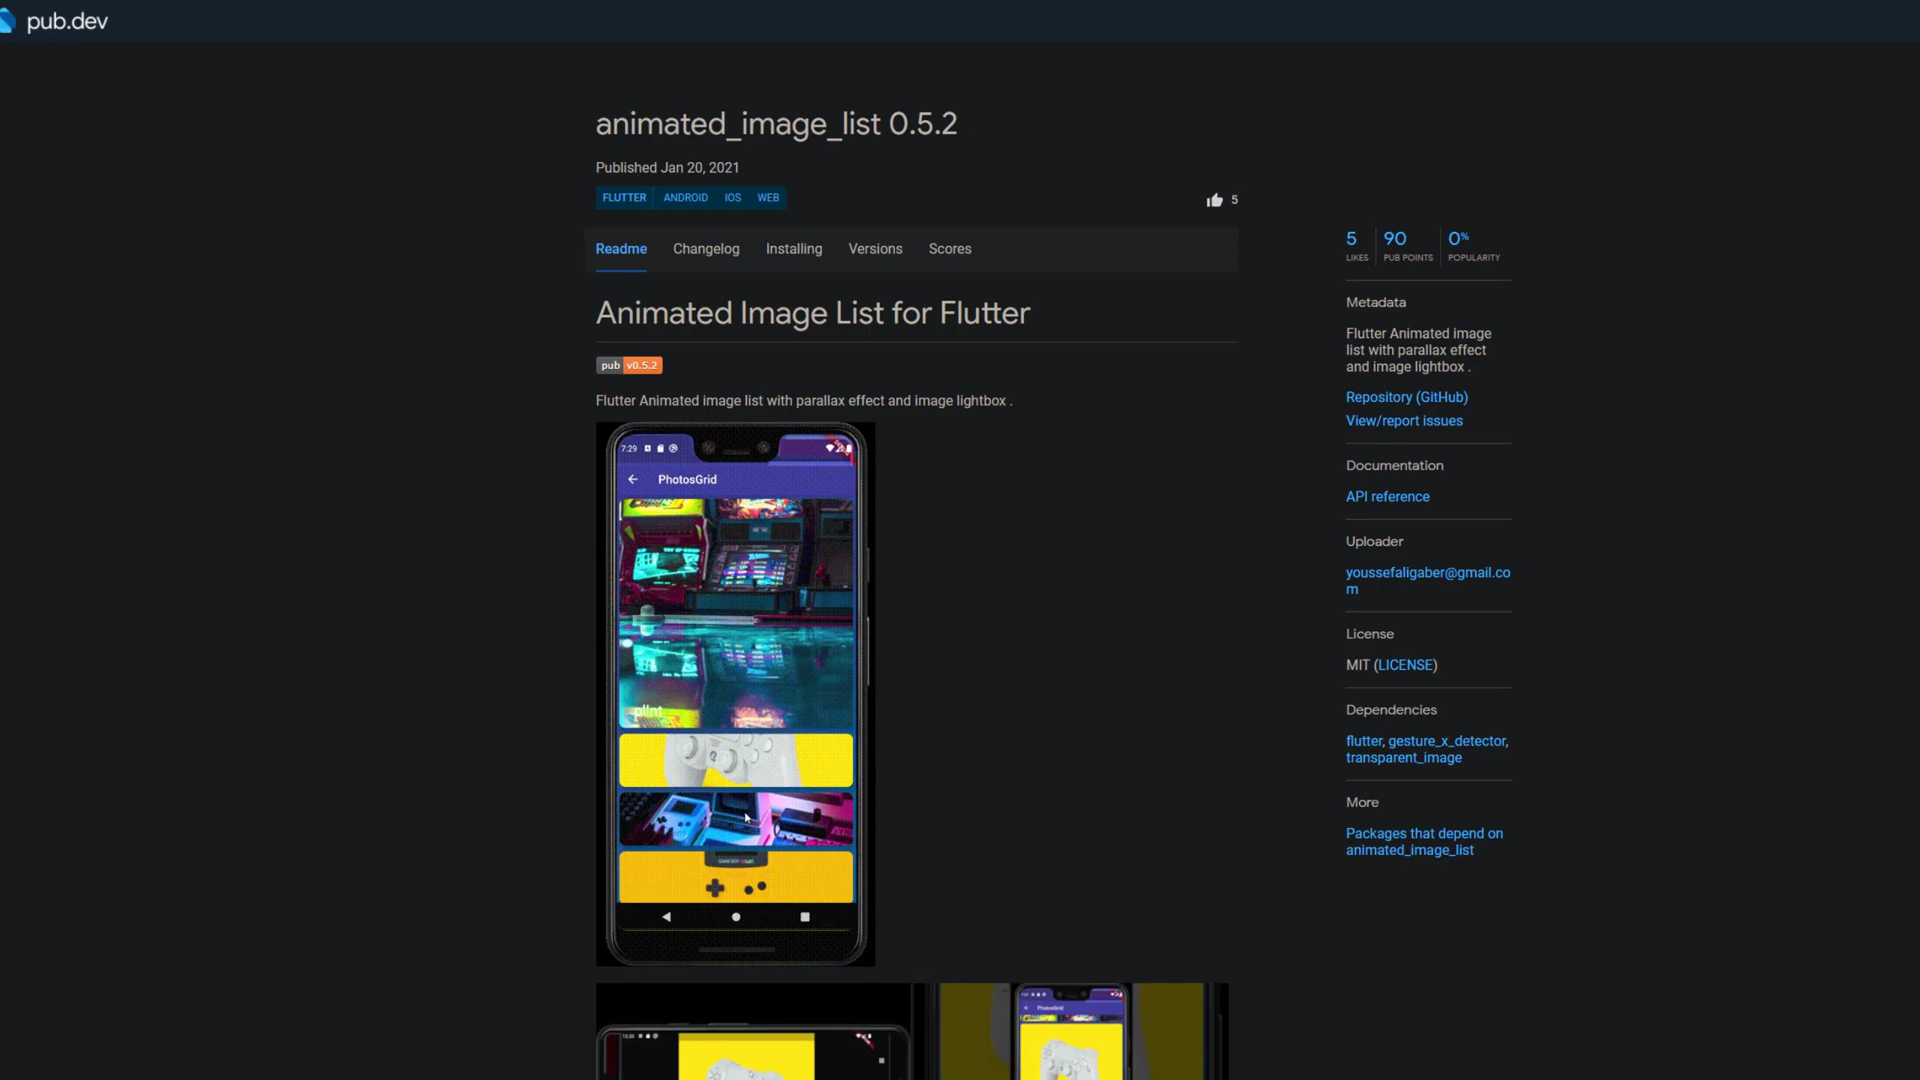 pub.dev
animated_image_list 0.5.2
Published Jan 20, 2021
FLUTTER ANDROID IOS WEB
5
Readme Changelog Installing Versions Scores
Animated Image List for Flutter
pub v0.5.2
Flutter Animated image list with parallax effect and image lightbox .
7:29
PhotosGrid
plint
GAME BOY
PhotosGrid
5 90 0%
LIKES PUB POINTS POPULARITY
Metadata
Flutter Animated image
list with parallax effect
and image lightbox .
Repository (GitHub)
View/report issues
Documentation
API reference
Uploader
youssefaligaber@gmail.co
m
License
MIT (LICENSE)
Dependencies
flutter, gesture_x_detector,
transparent_image
More
Packages that depend on
animated_image_list